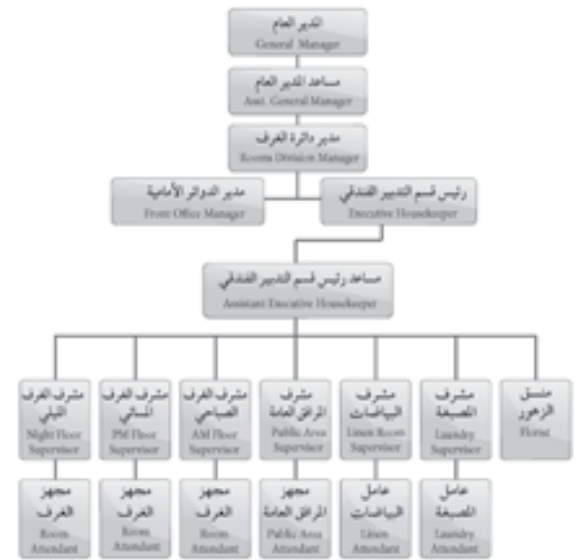 المدير العام
General Manager
مساعد المدير العام
Asst. General Manager
مدير دائرة الغرف
Rooms Division Manager
مدير الدوائر الأمامية
Front Office Manager
رئيس قسم التدبير الفندقي
Executive Housekeeper
مساعد رئيس قسم التدبير الفندقي
Assistant Executive Housekeeper
مشرف الغرف
الليلي
Night Floor
Supervisor
مشرف الغرف
المسائي
PM Floor
Supervisor
مشرف الغرف
الصباحي
AM Floor
Supervisor
مشرف
المرافق العامة
Public Area
Supervisor
مشرف
البياضات
Linen Room
Supervisor
مشرف
المصبغة
Laundry
Supervisor
منسق
الزهور
Florist
مجهز
الغرف
Room
Attendant
مجهز
الغرف
Room
Attendant
مجهز
الغرف
Room
Attendant
مجهز
المرافق العامة
Public Area
Attendant
عامل
البياضات
Linen
Attendant
عامل
المصبغة
Laundry
Attendant